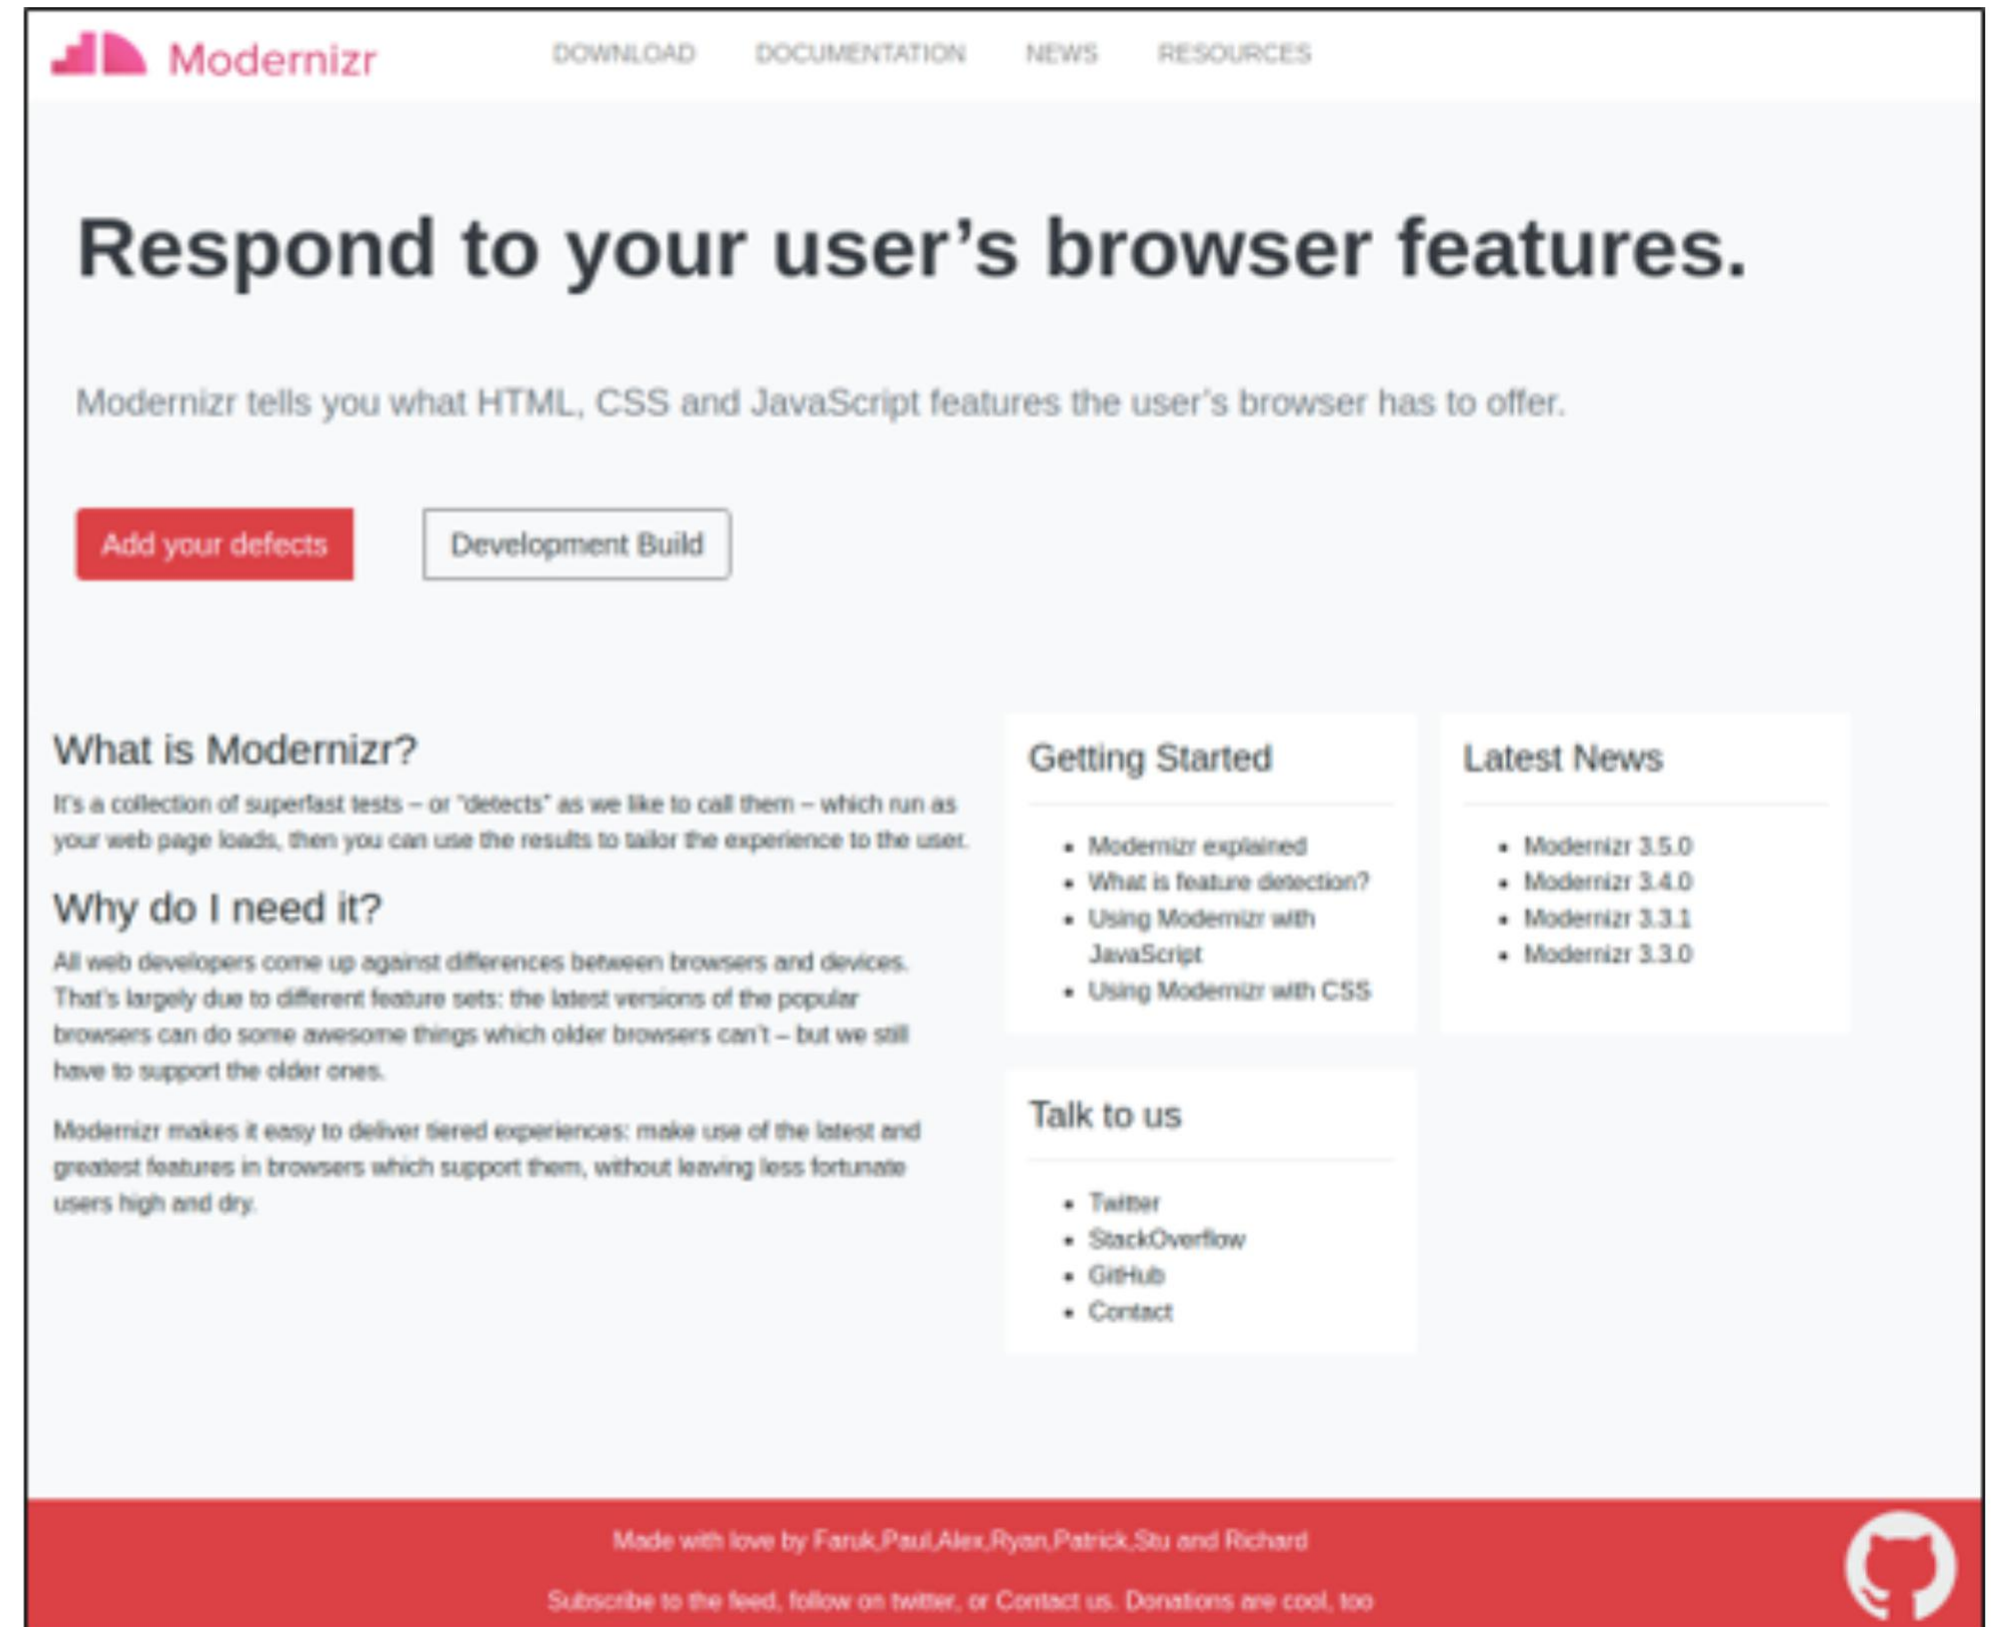 Modernizr
DOWNLOAD DOCUMENTATION NEWS RESOURCES
Respond to your user’s browser features.
Modernizr tells you what HTML, CSS and JavaScript features the user’s browser has to offer.
Add your defects
Development Build
What is Modernizr?
It’s a collection of superfast tests – or “detects” as we like to call them – which run as
your web page loads, then you can use the results to tailor the experience to the user.
Why do I need it?
All web developers come up against differences between browsers and devices.
That’s largely due to different feature sets: the latest versions of the popular
browsers can do some awesome things which older browsers can’t – but we still
have to support the older ones.
Modernizr makes it easy to deliver tiered experiences: make use of the latest and
greatest features in browsers which support them, without leaving less fortunate
users high and dry.
Getting Started
• Modernizr explained
• What is feature detection?
• Using Modernizr with
JavaScript
• Using Modernizr with CSS
Latest News
• Modernizr 3.5.0
• Modernizr 3.4.0
• Modernizr 3.3.1
• Modernizr 3.3.0
Talk to us
• Twitter
• StackOverflow
• GitHub
• Contact
Made with love by Faruk,Paul,Alex,Ryan,Patrick,Stu and Richard
Subscribe to the feed, follow on twitter, or Contact us. Donations are cool, too